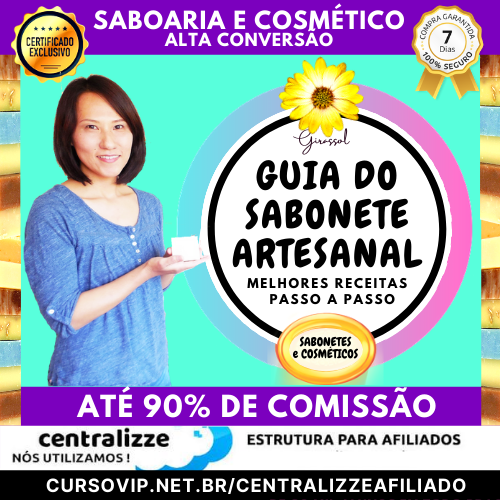 SABOARIA E COSMÉTICO
ALTA CONVERSÃO
★★★★★
CERTIFICADO
EXCLUSIVO
COMPRA GARANTIDA
7
Dias
100% SEGURO
Girassol
GUIA DO
SABONETE
ARTESANAL
MELHORES RECEITAS
PASSO A PASSO
SABONETES
e COSMÉTICOS
ATÉ 90% DE COMISSÃO
centralizze
NÓS UTILIZAMOS !
ESTRUTURA PARA AFILIADOS
CURSOVIP.NET.BR/CENTRALIZZEAFILIADO